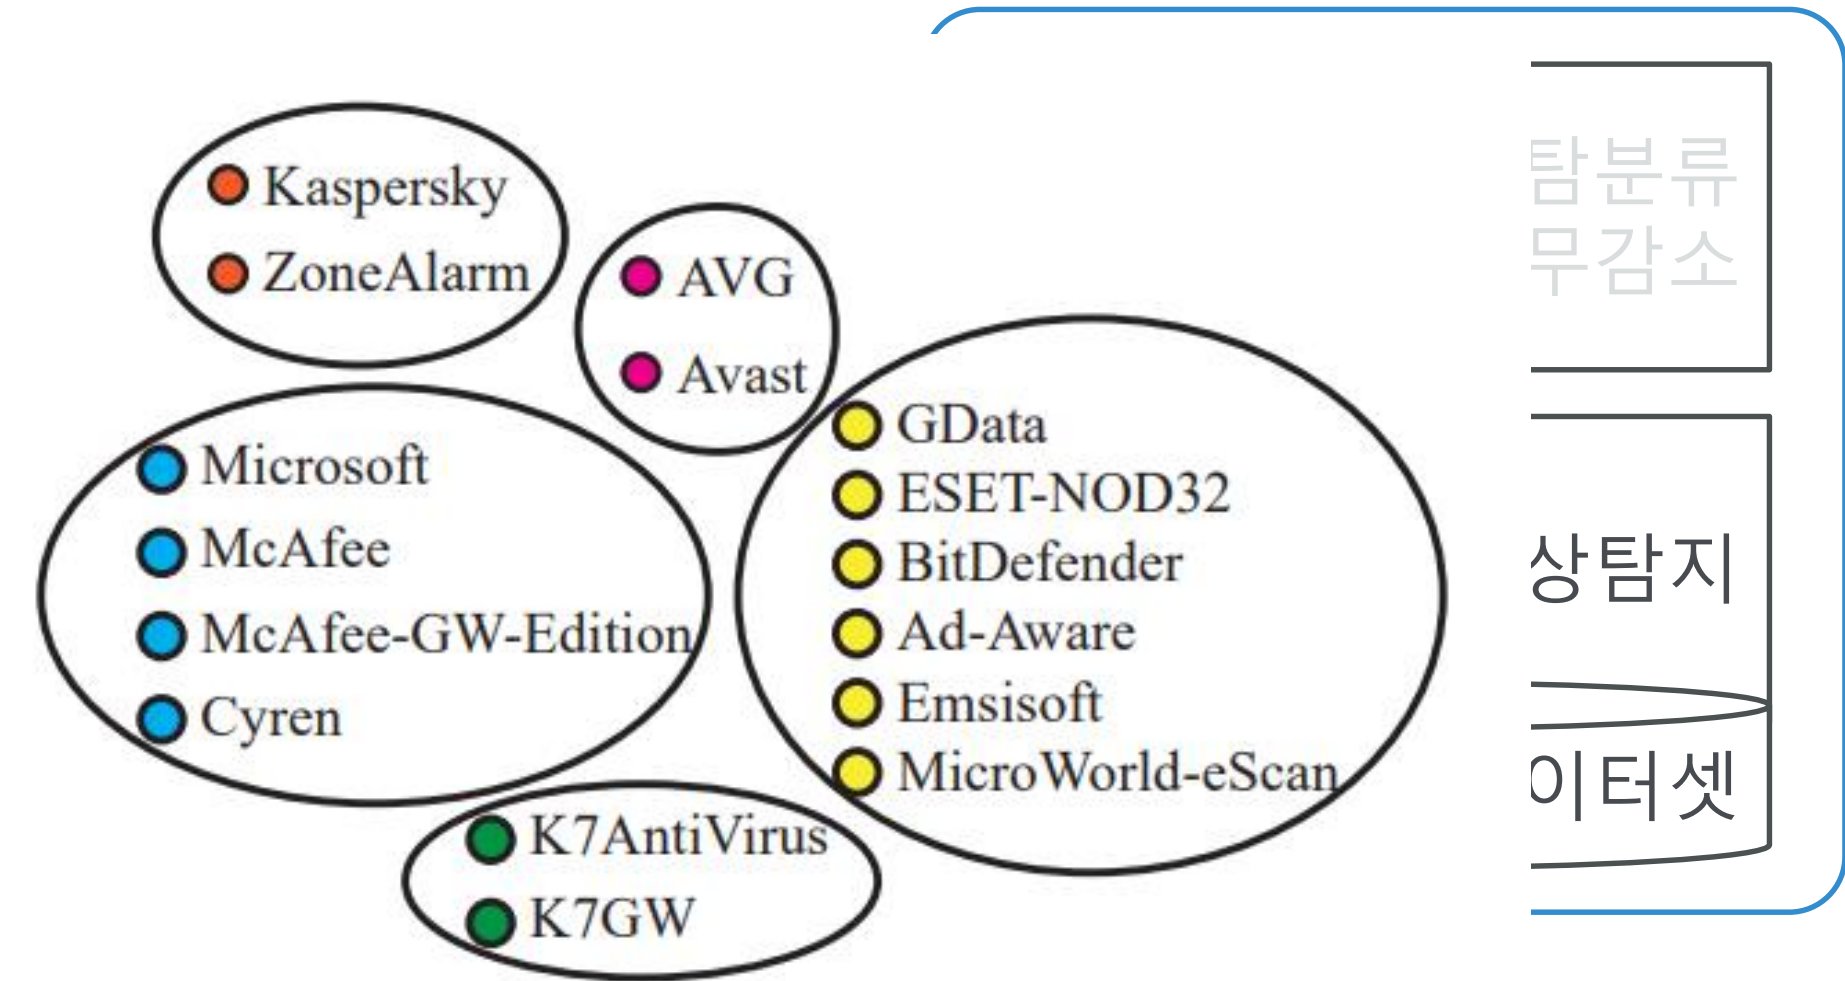 Kaspersky
ZoneAlarm
AVG
Avast
Microsoft
McAfee
McAfee-GW-Edition
Cyren
GData
ESET-NOD32
BitDefender
Ad-Aware
Emsisoft
MicroWorld-eScan
K7AntiVirus
K7GW
탐분류
무감소
상탐지
이터셋